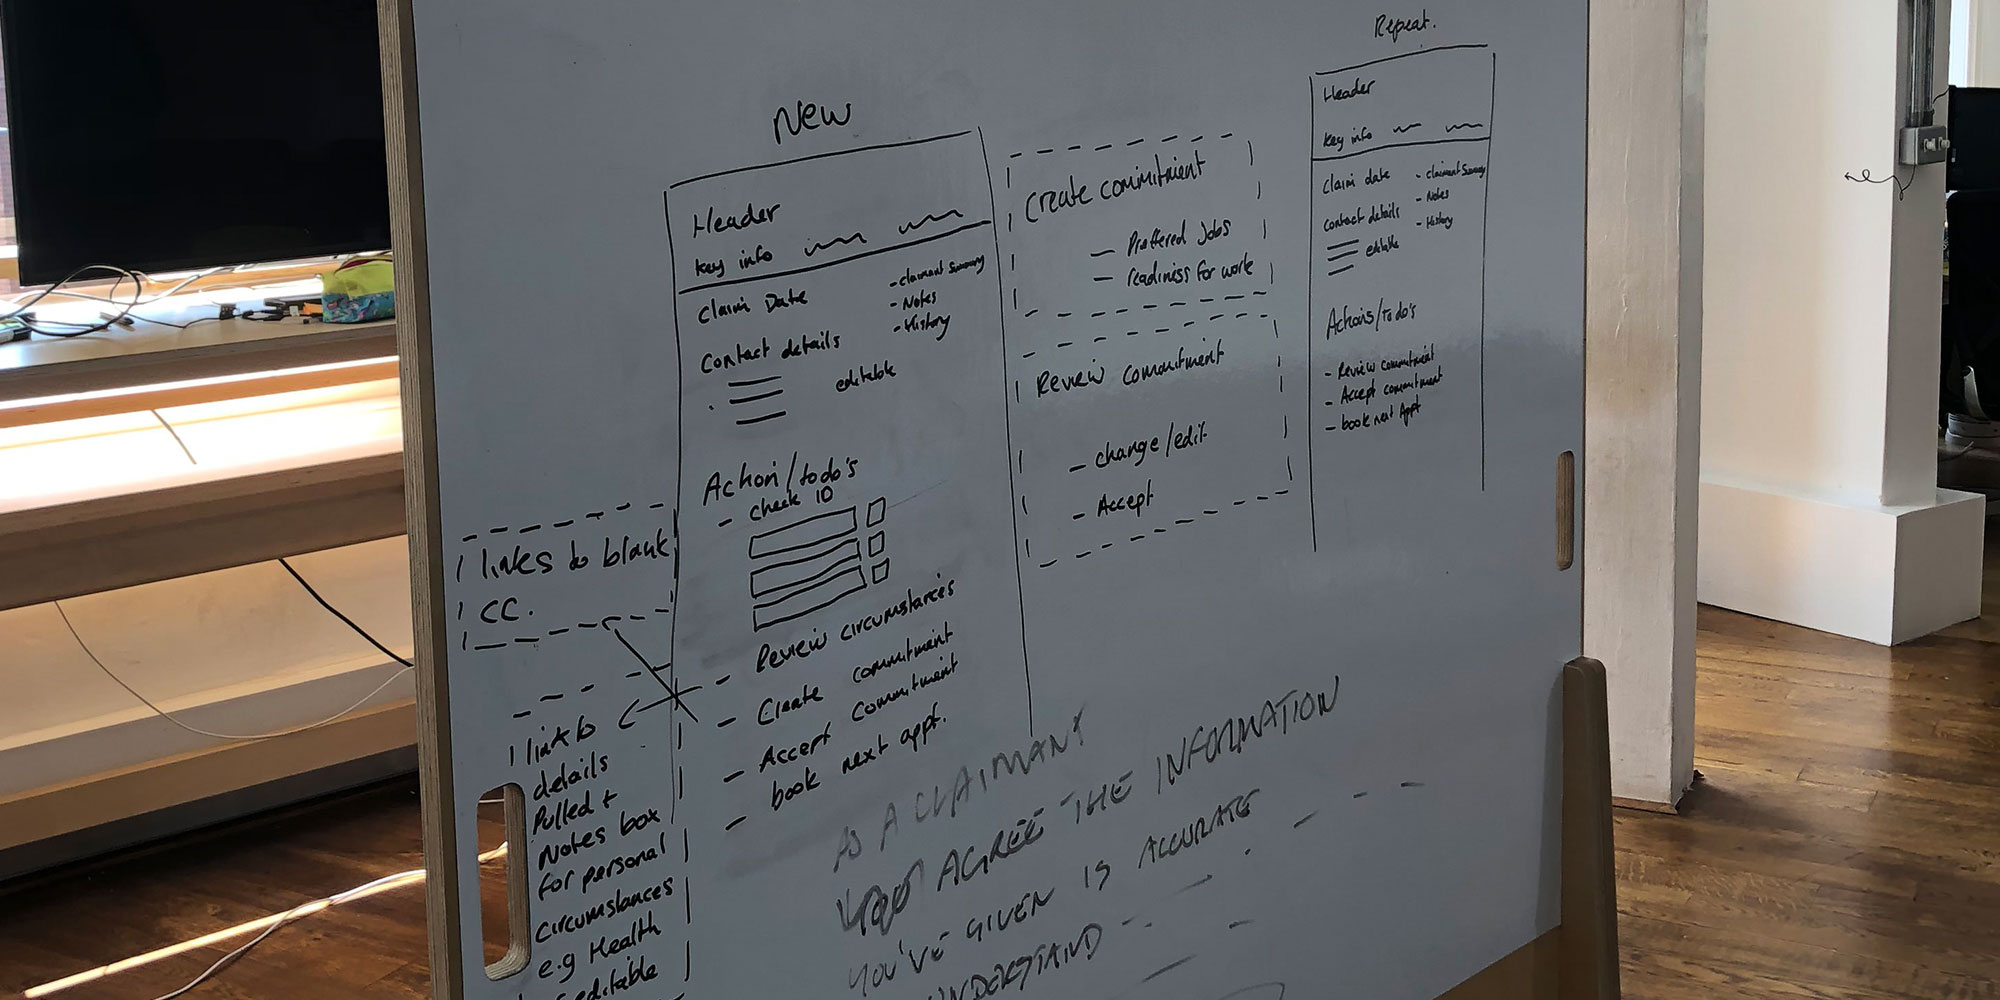 New
Header
key info
Claim Date
- claimant Summary
- Notes
- History
Contact details
editable
Action/todo's
- check ID
- Review circumstances
- Create commitment
- Accept commitment
- book next appt.
links to blank
CC.
link to
details
Pulled +
Notes box
for personal
circumstances
e.g Health
editable
Create commitment
- Preffered Jobs
- readiness for work
Review commitment
- change/edit
- Accept
Repeat.
Header
key info
Claim date
- claimant Summary
- Notes
- History
Contact details
editable
Actions/todo's
- Review commitment
- Accept commitment
- book next Appt
AS A CLAIMANT
AGREE THE INFORMATION
YOU'VE GIVEN IS ACCURATE
UNDERSTAND